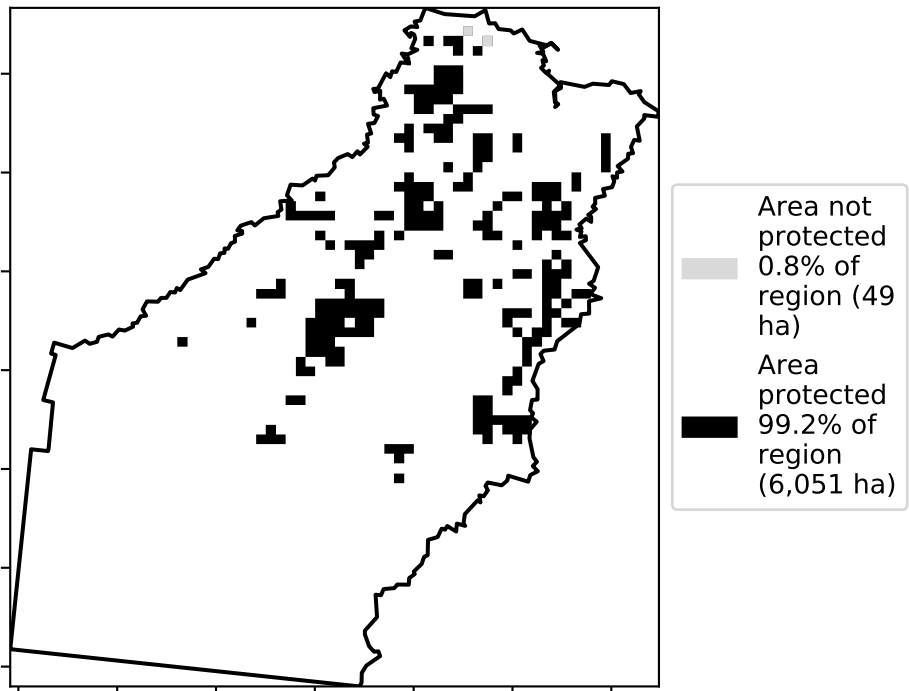 Area not
protected
0.8% of
region (49
ha)
Area
protected
99.2% of
region
(6,051 ha)